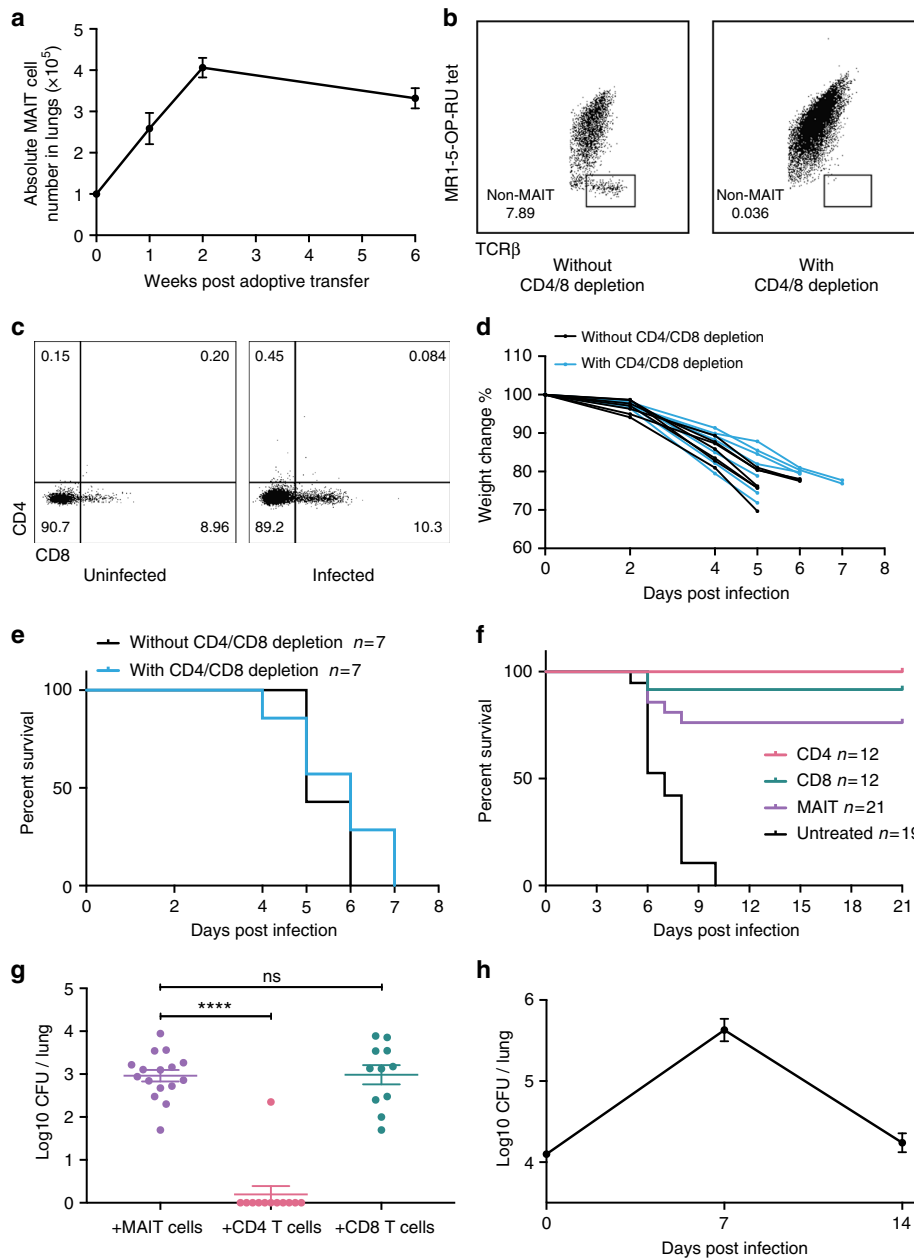 a
Absolute MAIT cell
number in lungs (×10⁵)
5
4
3
2
1
0
0 1 2 3 4 5 6
Weeks post adoptive transfer
b
MR1-5-OP-RU tet
Non-MAIT
7.89
Non-MAIT
0.036
TCRβ
Without
CD4/8 depletion
With
CD4/8 depletion
c
0.15 0.20
90.7 8.96
0.45 0.084
89.2 10.3
CD4
CD8
Uninfected
Infected
d
Without CD4/CD8 depletion
With CD4/CD8 depletion
Weight change %
110
100
90
80
70
60
0 2 4 5 6 7 8
Days post infection
e
Without CD4/CD8 depletion n=7
With CD4/CD8 depletion n=7
Percent survival
100
50
0
0 2 4 5 6 7 8
Days post infection
f
Percent survival
100
50
0
CD4 n=12
CD8 n=12
MAIT n=21
Untreated n=19
0 3 6 9 12 15 18 21
Days post infection
g
ns
****
Log10 CFU / lung
5
4
3
2
1
0
+MAIT cells +CD4 T cells +CD8 T cells
h
Log10 CFU / lung
6
5
4
0 7 14
Days post infection